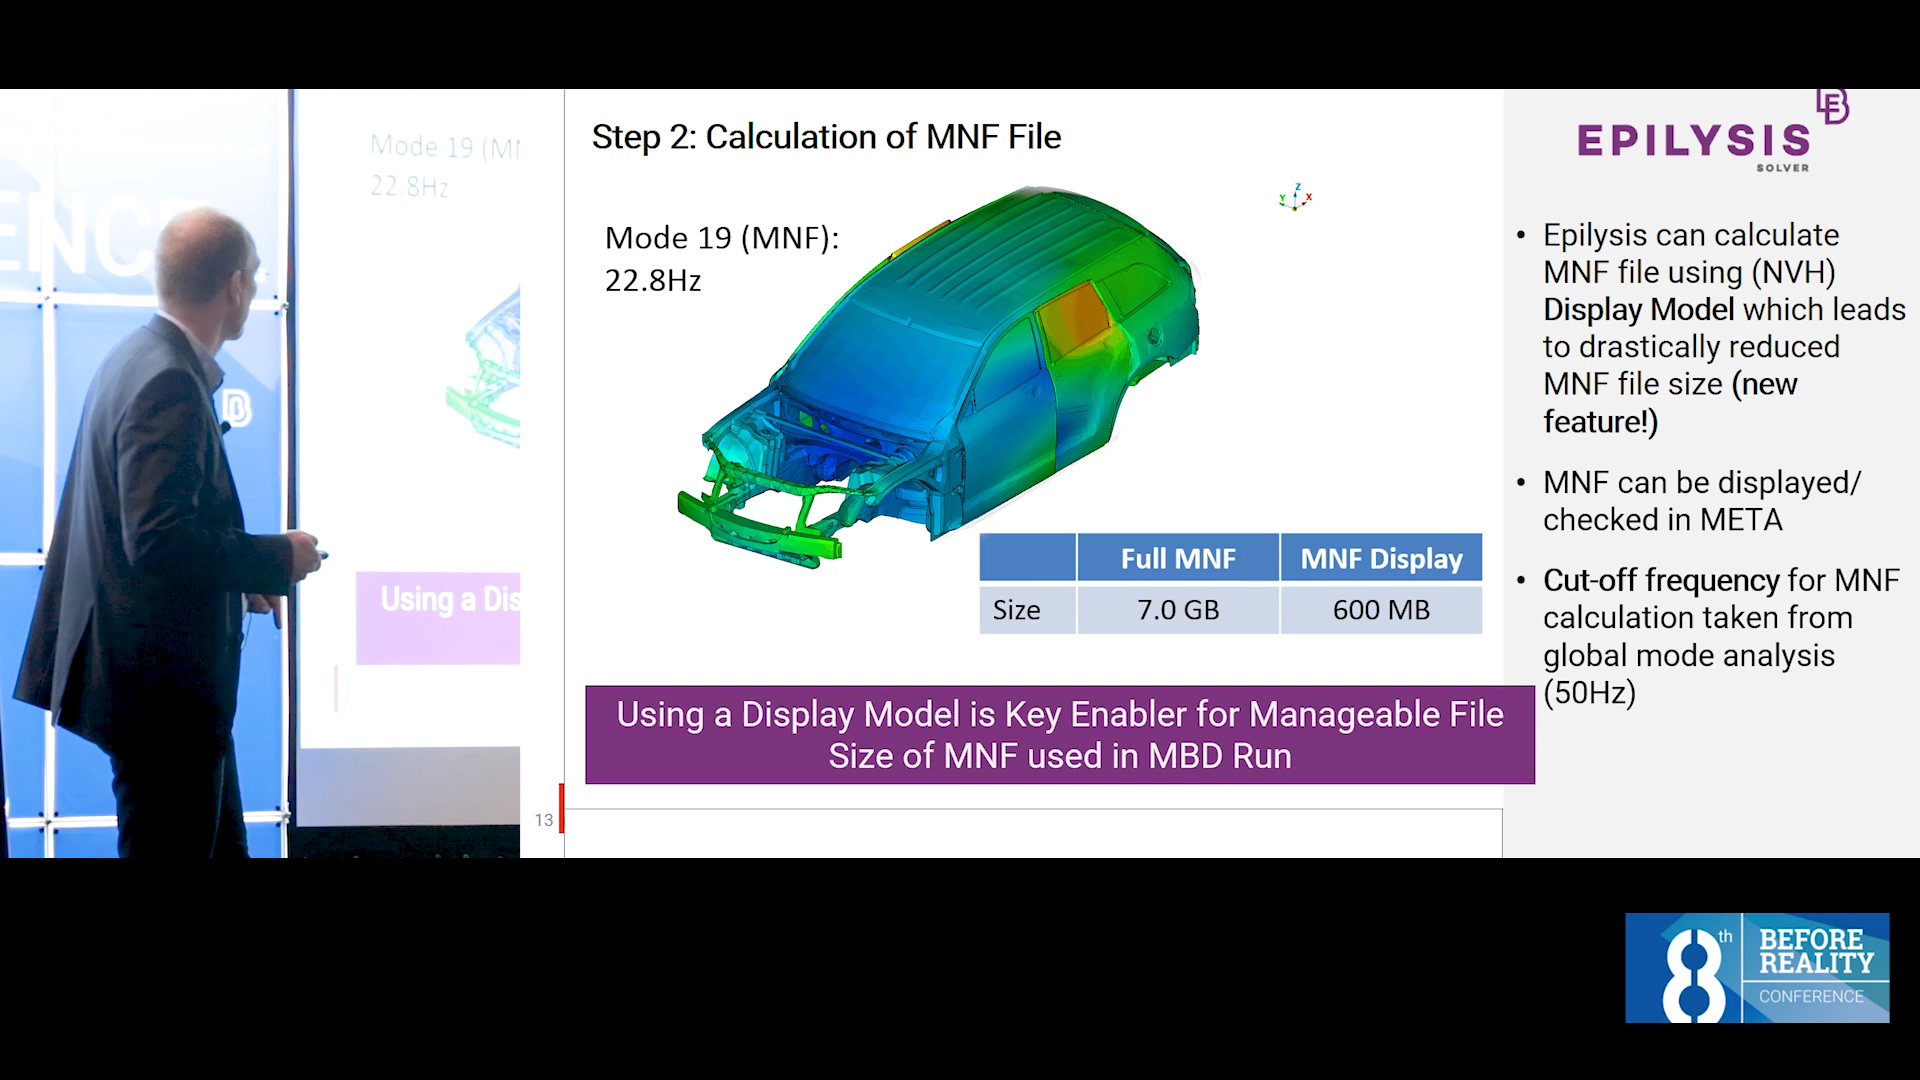 ENCE
Mode 19 (MN
22.8Hz
Using a Dis
Step 2: Calculation of MNF File
Mode 19 (MNF):
22.8Hz
Z
Y X
Full MNF MNF Display
Size 7.0 GB 600 MB
Using a Display Model is Key Enabler for Manageable File
Size of MNF used in MBD Run
13
EPILYSIS
SOLVER
• Epilysis can calculate
MNF file using (NVH)
Display Model which leads
to drastically reduced
MNF file size (new
feature!)
• MNF can be displayed/
checked in META
• Cut-off frequency for MNF
calculation taken from
global mode analysis
(50Hz)
8th
BEFORE
REALITY
CONFERENCE